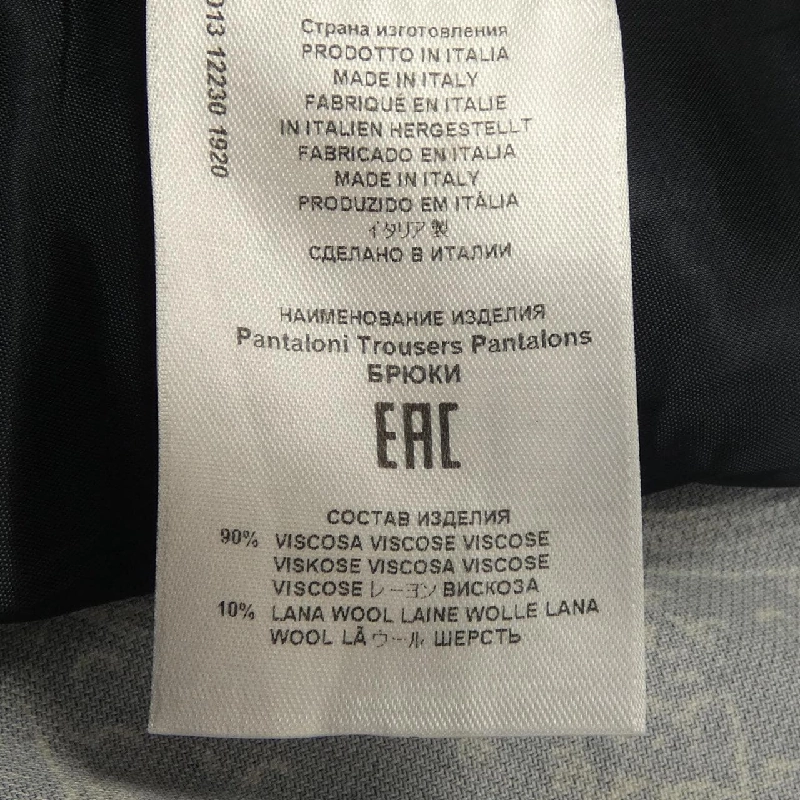 013 12230 1920
Страна изготовления
PRODOTTO IN ITALIA
MADE IN ITALY
FABRIQUÉ EN ITALIE
IN ITALIEN HERGESTELLT
FABRICADO EN ITALIA
MADE IN ITALY
PRODUZIDO EM ITÁLIA
イタリア製
СДЕЛАНО В ИТАЛИИ
НАИМЕНОВАНИЕ ИЗДЕЛИЯ
Pantaloni Trousers Pantalons
БРЮКИ
EAC
СОСТАВ ИЗДЕЛИЯ
90% VISCOSA VISCOSE VISCOSE
VISKOSE VISCOSA VISCOSE
VISCOSE レーヨン ВИСКОЗА
10% LANA WOOL LAINE WOLLE LANA
WOOL LÃ ウール ШЕРСТЬ